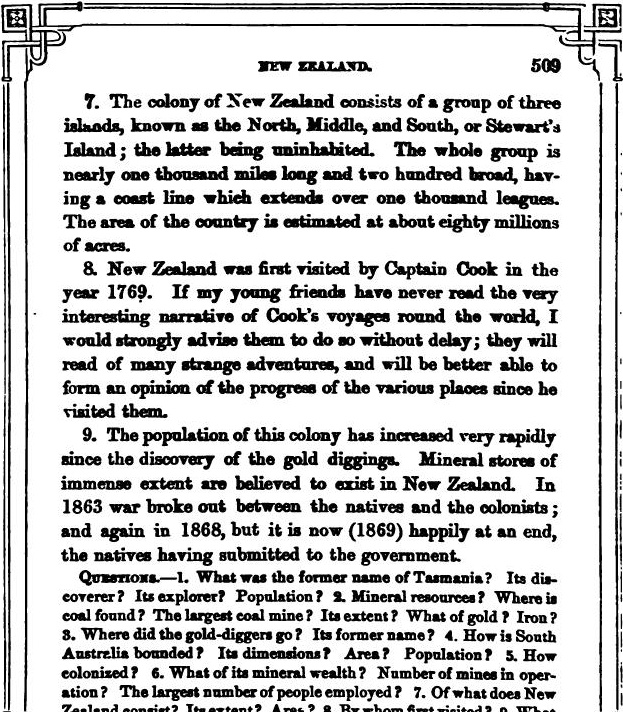 NEW ZEALAND. 509
7. The colony of New Zealand consists of a group of three
islands, known as the North, Middle, and South, or Stewart's
Island; the latter being uninhabited. The whole group is
nearly one thousand miles long and two hundred broad, hav-
ing a coast line which extends over one thousand leagues.
The area of the country is estimated at about eighty millions
of acres.
8. New Zealand was first visited by Captain Cook in the
year 1769. If my young friends have never read the very
interesting narrative of Cook's voyages round the world, I
would strongly advise them to do so without delay; they will
read of many strange adventures, and will be better able to
form an opinion of the progress of the various places since he
visited them.
9. The population of this colony has increased very rapidly
since the discovery of the gold diggings. Mineral stores of
immense extent are believed to exist in New Zealand. In
1863 war broke out between the natives and the colonists;
and again in 1868, but it is now (1869) happily at an end,
the natives having submitted to the government.
QUESTIONS.—1. What was the former name of Tasmania? Its dis-
coverer? Its explorer? Population? 2. Mineral resources? Where is
coal found? The largest coal mine? Its extent? What of gold? Iron?
3. Where did the gold-diggers go? Its former name? 4. How is South
Australia bounded? Its dimensions? Area? Population? 5. How
colonized? 6. What of its mineral wealth? Number of mines in oper-
ation? The largest number of people employed? 7. Of what does New
Zealand consist? Its extent? Area? 8. By whom first visited? 9. What